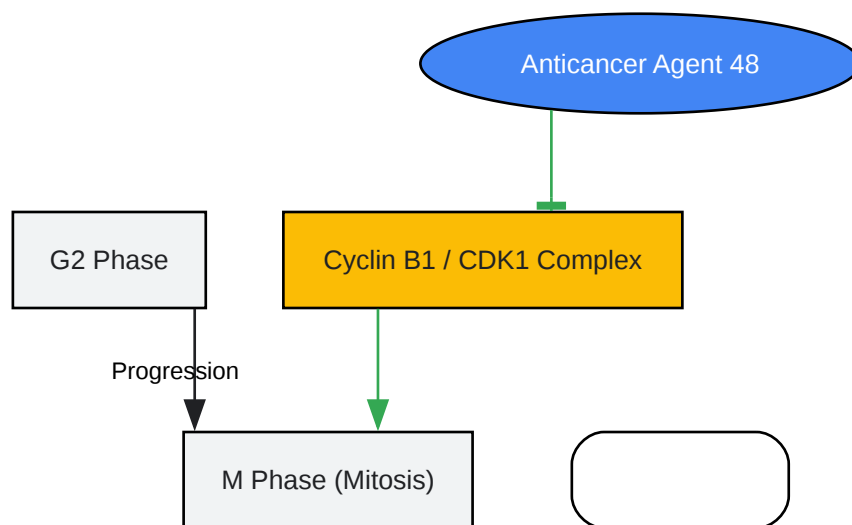 Anticancer Agent 48
G2 Phase
Cyclin B1 / CDK1 Complex
Progression
M Phase (Mitosis)